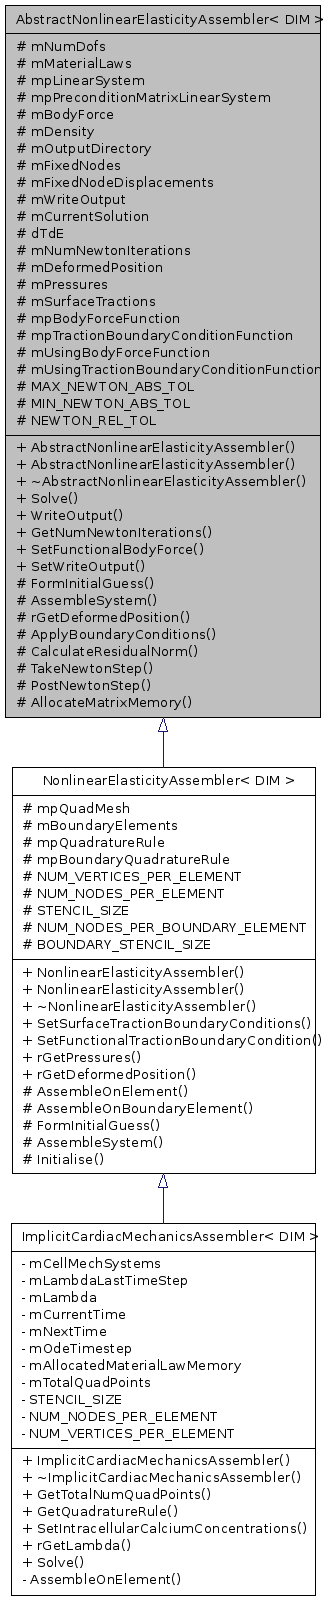 AbstractNonlinearElasticityAssembler< DIM >
# mNumDofs
# mMaterialLaws
# mpLinearSystem
# mpPreconditionMatrixLinearSystem
# mBodyForce
# mDensity
# mOutputDirectory
# mFixedNodes
# mFixedNodeDisplacements
# mWriteOutput
# mCurrentSolution
# dTdE
# mNumNewtonIterations
# mDeformedPosition
# mPressures
# mSurfaceTractions
# mpBodyForceFunction
# mpTractionBoundaryConditionFunction
# mUsingBodyForceFunction
# mUsingTractionBoundaryConditionFunction
# MAX_NEWTON_ABS_TOL
# MIN_NEWTON_ABS_TOL
# NEWTON_REL_TOL
+ AbstractNonlinearElasticityAssembler()
+ AbstractNonlinearElasticityAssembler()
+ ~AbstractNonlinearElasticityAssembler()
+ Solve()
+ WriteOutput()
+ GetNumNewtonIterations()
+ SetFunctionalBodyForce()
+ SetWriteOutput()
# FormInitialGuess()
# AssembleSystem()
# rGetDeformedPosition()
# ApplyBoundaryConditions()
# CalculateResidualNorm()
# TakeNewtonStep()
# PostNewtonStep()
# AllocateMatrixMemory()
NonlinearElasticityAssembler< DIM >
# mpQuadMesh
# mBoundaryElements
# mpQuadratureRule
# mpBoundaryQuadratureRule
# NUM_VERTICES_PER_ELEMENT
# NUM_NODES_PER_ELEMENT
# STENCIL_SIZE
# NUM_NODES_PER_BOUNDARY_ELEMENT
# BOUNDARY_STENCIL_SIZE
+ NonlinearElasticityAssembler()
+ NonlinearElasticityAssembler()
+ ~NonlinearElasticityAssembler()
+ SetSurfaceTractionBoundaryConditions()
+ SetFunctionalTractionBoundaryCondition()
+ rGetPressures()
+ rGetDeformedPosition()
# AssembleOnElement()
# AssembleOnBoundaryElement()
# FormInitialGuess()
# AssembleSystem()
# Initialise()
ImplicitCardiacMechanicsAssembler< DIM >
- mCellMechSystems
- mLambdaLastTimeStep
- mLambda
- mCurrentTime
- mNextTime
- mOdeTimestep
- mAllocatedMaterialLawMemory
- mTotalQuadPoints
- STENCIL_SIZE
- NUM_NODES_PER_ELEMENT
- NUM_VERTICES_PER_ELEMENT
+ ImplicitCardiacMechanicsAssembler()
+ ~ImplicitCardiacMechanicsAssembler()
+ GetTotalNumQuadPoints()
+ GetQuadratureRule()
+ SetIntracellularCalciumConcentrations()
+ rGetLambda()
+ Solve()
- AssembleOnElement()